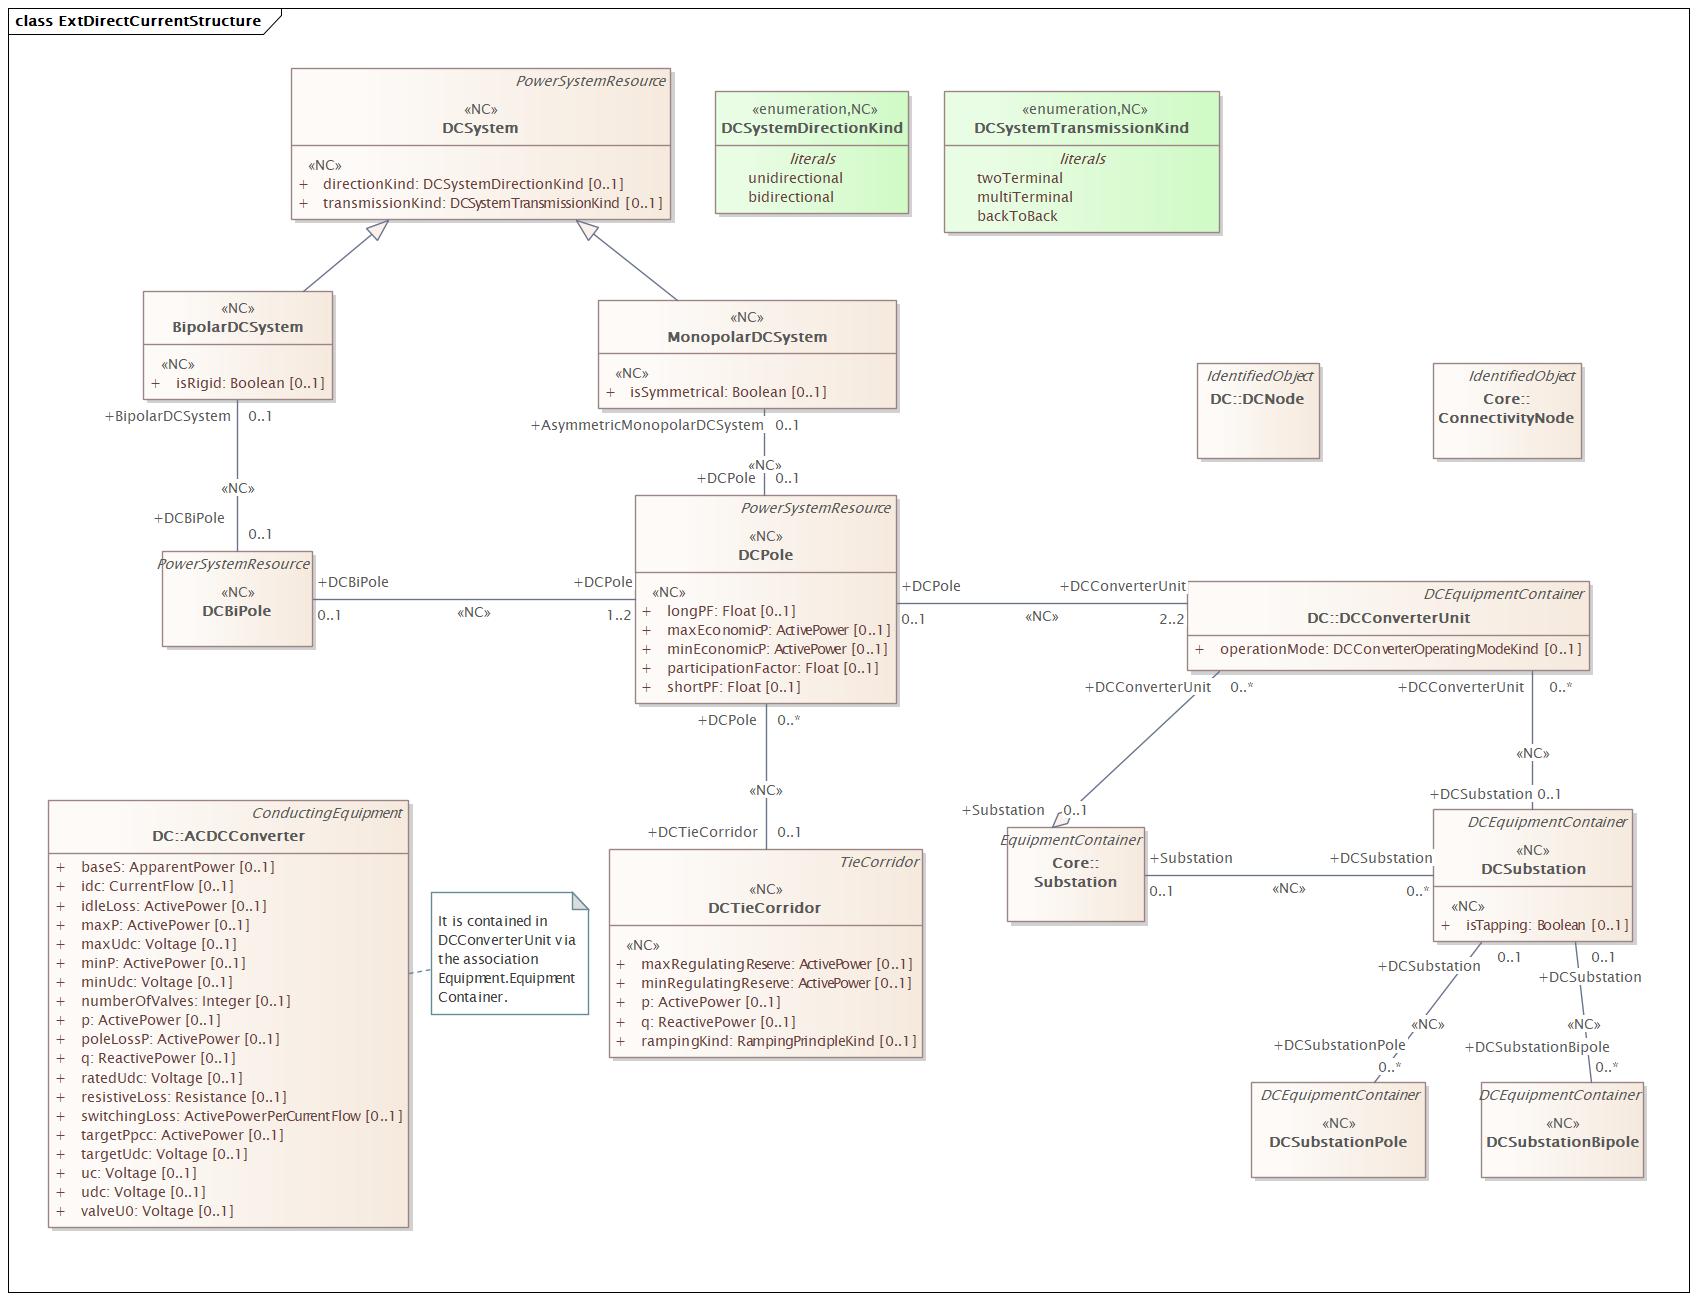 class ExtDirectCurrentStructure
PowerSystemResource
«NC»
DCSystem
«NC»
+ directionKind: DCSystemDirectionKind [0..1]
+ transmissionKind: DCSystemTransmissionKind [0..1]
«enumeration,NC»
DCSystemDirectionKind
literals
unidirectional
bidirectional
«enumeration,NC»
DCSystemTransmissionKind
literals
twoTerminal
multiTerminal
backToBack
«NC»
BipolarDCSystem
«NC»
+ isRigid: Boolean [0..1]
«NC»
MonopolarDCSystem
«NC»
+ isSymmetrical: Boolean [0..1]
IdentifiedObject
DC::DCNode
IdentifiedObject
Core::
ConnectivityNode
+BipolarDCSystem 0..1
«NC»
+DCBiPole
0..1
+AsymmetricMonopolarDCSystem 0..1
«NC»
+DCPole 0..1
PowerSystemResource
«NC»
DCBiPole
+DCBiPole
0..1
«NC»
+DCPole
1..2
PowerSystemResource
«NC»
DCPole
«NC»
+ longPF: Float [0..1]
+ maxEconomicP: ActivePower [0..1]
+ minEconomicP: ActivePower [0..1]
+ participationFactor: Float [0..1]
+ shortPF: Float [0..1]
+DCPole
0..1
«NC»
+DCConverterUnit
2..2
DCEquipmentContainer
DC::DCConverterUnit
+ operationMode: DCConverterOperatingModeKind [0..1]
+DCConverterUnit 0..*
+Substation 0..1
+DCConverterUnit 0..*
«NC»
+DCSubstation 0..1
+DCPole 0..*
«NC»
+DCTieCorridor 0..1
ConductingEquipment
DC::ACDCConverter
+ baseS: ApparentPower [0..1]
+ idc: CurrentFlow [0..1]
+ idleLoss: ActivePower [0..1]
+ maxP: ActivePower [0..1]
+ maxUdc: Voltage [0..1]
+ minP: ActivePower [0..1]
+ minUdc: Voltage [0..1]
+ numberOfValves: Integer [0..1]
+ p: ActivePower [0..1]
+ poleLossP: ActivePower [0..1]
+ q: ReactivePower [0..1]
+ ratedUdc: Voltage [0..1]
+ resistiveLoss: Resistance [0..1]
+ switchingLoss: ActivePowerPerCurrentFlow [0..1]
+ targetPpcc: ActivePower [0..1]
+ targetUdc: Voltage [0..1]
+ uc: Voltage [0..1]
+ udc: Voltage [0..1]
+ valveU0: Voltage [0..1]
It is contained in
DCConverterUnit via
the association
Equipment.Equipment
Container.
TieCorridor
«NC»
DCTieCorridor
«NC»
+ maxRegulatingReserve: ActivePower [0..1]
+ minRegulatingReserve: ActivePower [0..1]
+ p: ActivePower [0..1]
+ q: ReactivePower [0..1]
+ rampingKind: RampingPrincipleKind [0..1]
EquipmentContainer
Core::
Substation
+Substation
0..1
«NC»
+DCSubstation
0..*
DCEquipmentContainer
«NC»
DCSubstation
«NC»
+ isTapping: Boolean [0..1]
+DCSubstation 0..1
«NC»
+DCSubstationPole
0..*
0..1
+DCSubstation
«NC»
+DCSubstationBipole
0..*
DCEquipmentContainer
«NC»
DCSubstationPole
DCEquipmentContainer
«NC»
DCSubstationBipole